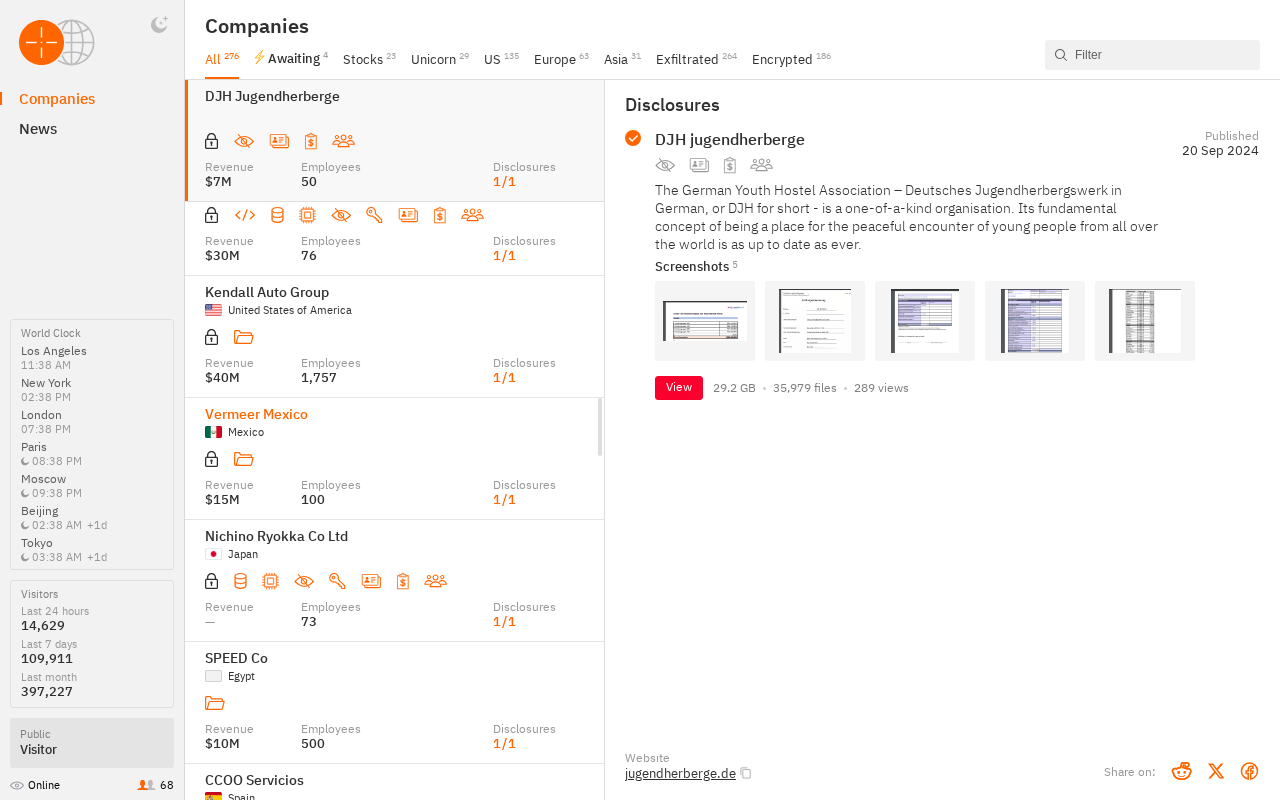 Companies
News
World Clock
Los Angeles
11:38 AM
New York
02:38 PM
London
07:38 PM
Paris
08:38 PM
Moscow
09:38 PM
Beijing
02:38 AM +1d
Tokyo
03:38 AM +1d
Visitors
Last 24 hours
14,629
Last 7 days
109,911
Last month
397,227
Public
Visitor
Online 68
Companies
All 276 Awaiting 4 Stocks 23 Unicorn 29 US 135 Europe 63 Asia 31 Exfiltrated 264 Encrypted 186
Filter
DJH Jugendherberge
Revenue Employees Disclosures
$7M 50 1/1
Revenue Employees Disclosures
$30M 76 1/1
Kendall Auto Group
United States of America
Revenue Employees Disclosures
$40M 1,757 1/1
Vermeer Mexico
Mexico
Revenue Employees Disclosures
$15M 100 1/1
Nichino Ryokka Co Ltd
Japan
Revenue Employees Disclosures
— 73 1/1
SPEED Co
Egypt
Revenue Employees Disclosures
$10M 500 1/1
CCOO Servicios
Spain
Disclosures
DJH jugendherberge
Published
20 Sep 2024
The German Youth Hostel Association – Deutsches Jugendherbergswerk in
German, or DJH for short - is a one-of-a-kind organisation. Its fundamental
concept of being a place for the peaceful encounter of young people from all over
the world is as up to date as ever.
Screenshots 5
View 29.2 GB • 35,979 files • 289 views
Website
jugendherberge.de
Share on: